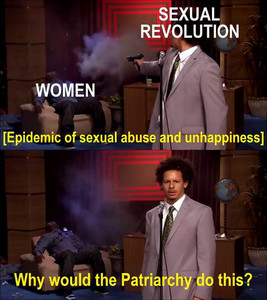 SEXUAL
REVOLUTION
WOMEN
[Epidemic of sexual abuse and unhappiness]
Why would the Patriarchy do this?